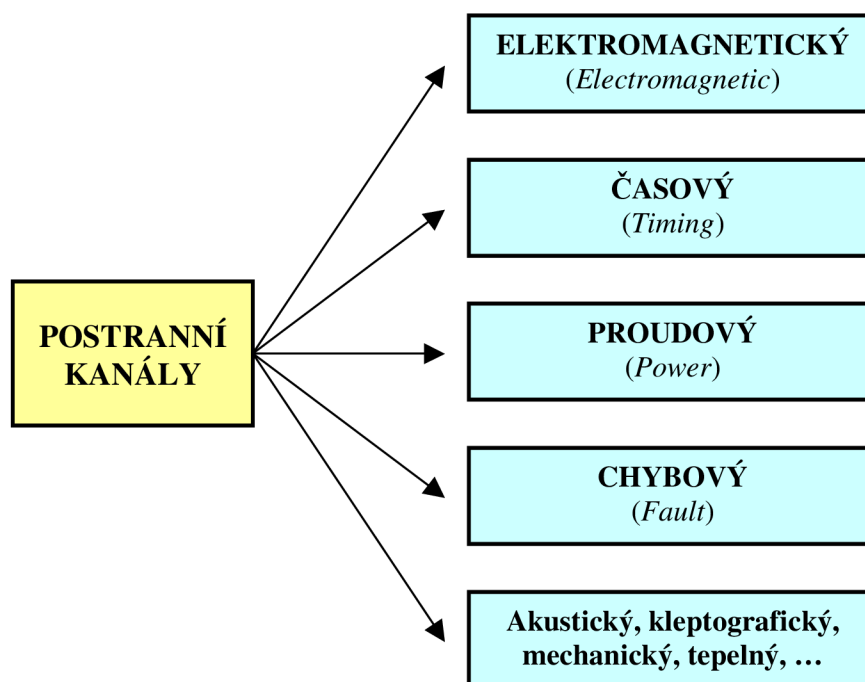 ELEKTROMAGNETICKÝ
(Electromagnetic)
ČASOVÝ
(Timing)
POSTRANNÍ
KANÁLY
PROUDOVÝ
(Power)
CHYBOVÝ
(Fault)
Akustický, kleptografický,
mechanický, tepelný, …